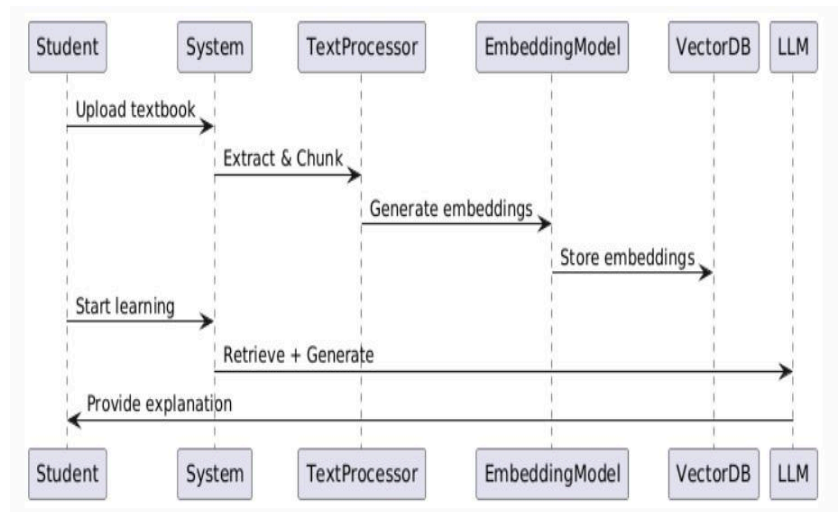 Student System TextProcessor EmbeddingModel VectorDB LLM
Upload textbook
Extract & Chunk
Generate embeddings
Store embeddings
Start learning
Retrieve + Generate
Provide explanation
Student System TextProcessor EmbeddingModel VectorDB LLM